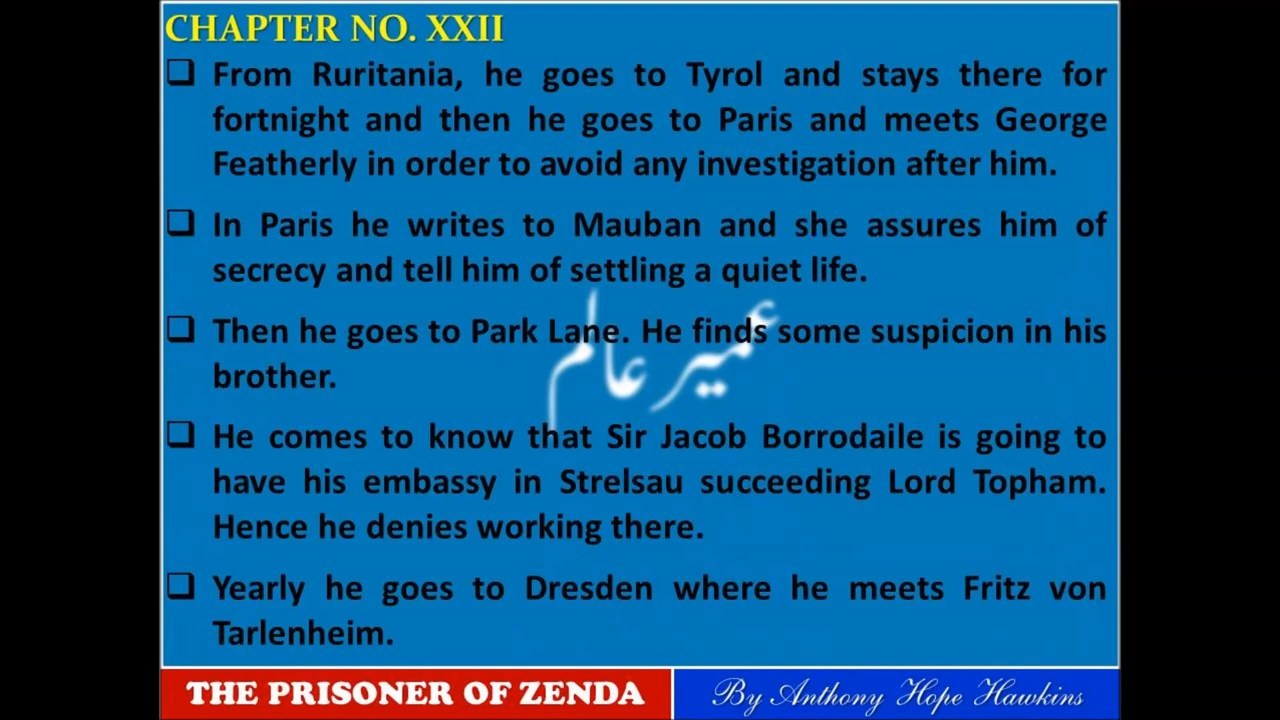 CHAPTER NO. XXII
❑ From Ruritania, he goes to Tyrol and stays there for
fortnight and then he goes to Paris and meets George
Featherly in order to avoid any investigation after him.
❑ In Paris he writes to Mauban and she assures him of
secrecy and tell him of settling a quiet life.
❑ Then he goes to Park Lane. He finds some suspicion in his
brother.
عمیر عالم
❑ He comes to know that Sir Jacob Borrodaile is going to
have his embassy in Strelsau succeeding Lord Topham.
Hence he denies working there.
❑ Yearly he goes to Dresden where he meets Fritz von
Tarlenheim.
THE PRISONER OF ZENDA
By Anthony Hope Hawkins